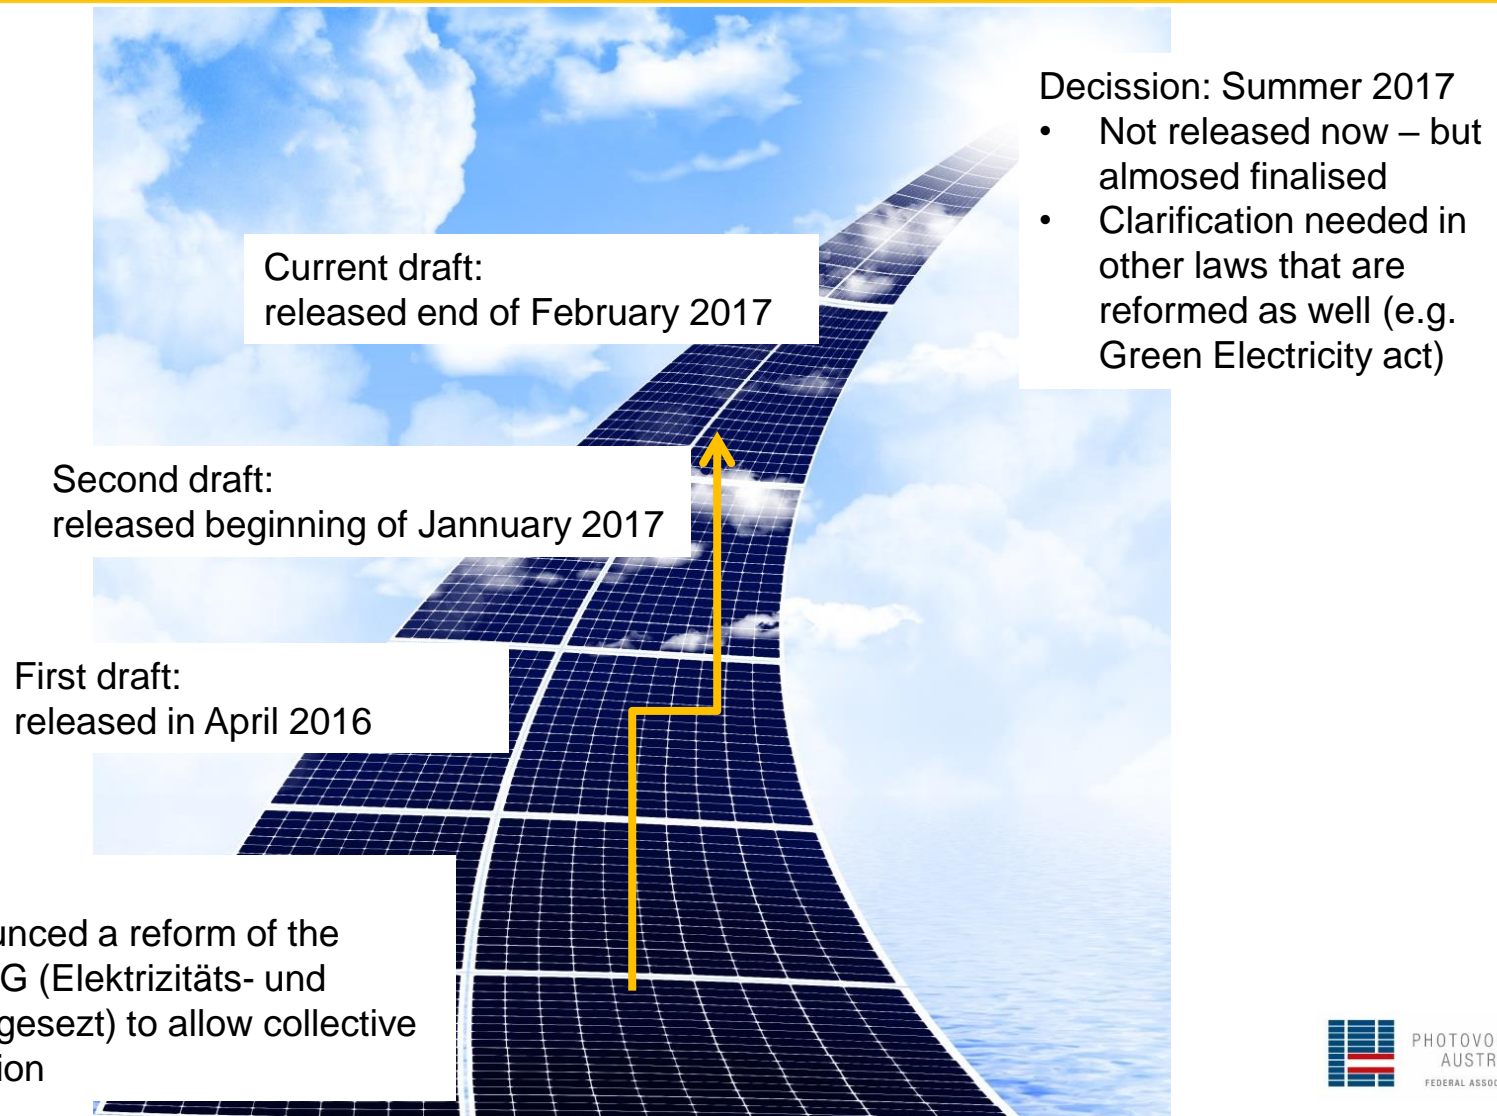 Decission: Summer 2017
• Not released now – but
almosed finalised
• Clarification needed in
other laws that are
reformed as well (e.g.
Green Electricity act)
Current draft:
released end of February 2017
Second draft:
released beginning of Jannuary 2017
First draft:
released in April 2016
unced a reform of the
G (Elektrizitäts- und
gesezt) to allow collective
ion
PHOTOVO
AUSTR
FEDERAL ASSOC